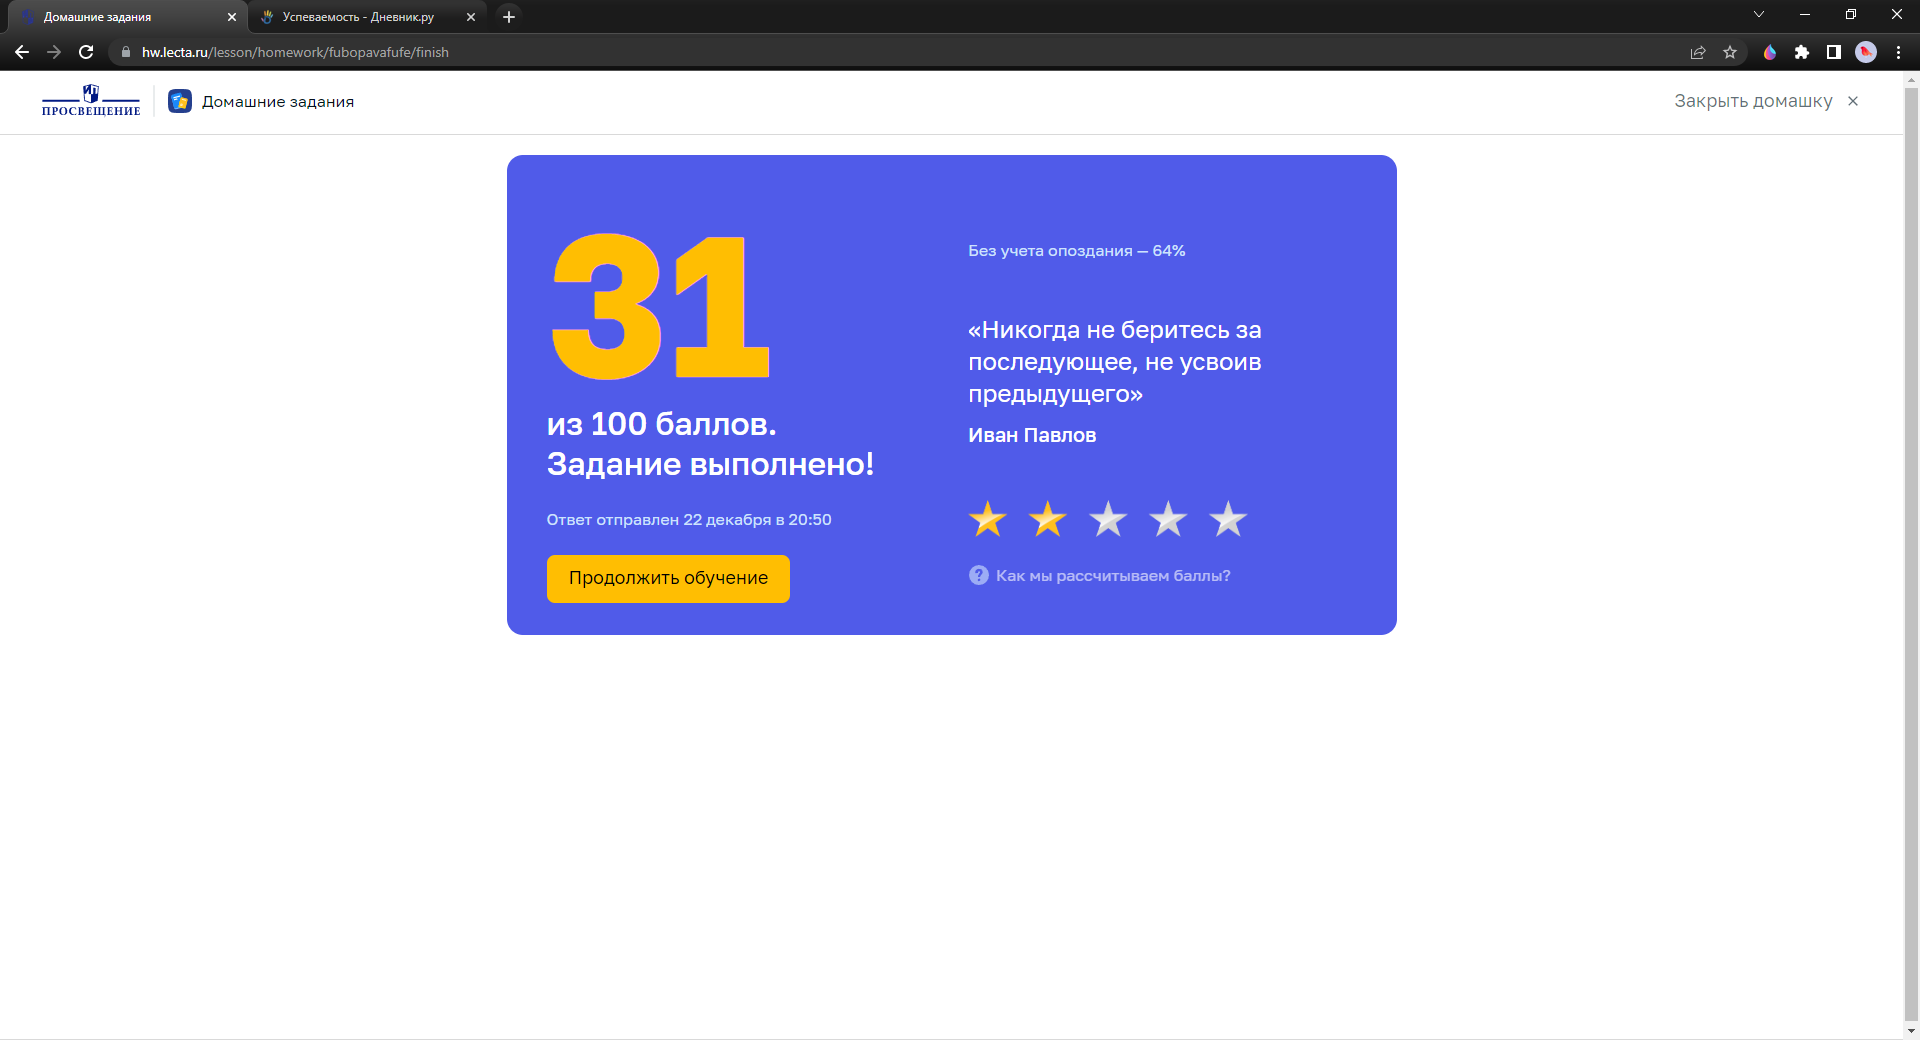 Домашние задания
Успеваемость - Дневник.ру
hw.lecta.ru/lesson/homework/fubopavafufe/finish
ПРОСВЕЩЕНИЕ
Домашние задания
Закрыть домашку
31
из 100 баллов.
Задание выполнено!
Ответ отправлен 22 декабря в 20:50
Продолжить обучение
Без учета опоздания — 64%
«Никогда не беритесь за
последующее, не усвоив
предыдущего»
Иван Павлов
? Как мы рассчитываем баллы?